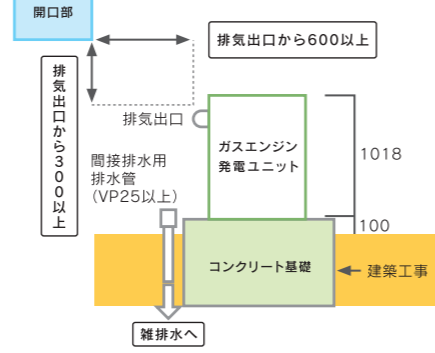 開口部
排気出口から600以上
排気出口から300以上
排気出口
ガスエンジン
発電ユニット
1018
間接排水用
排水管
（VP25以上）
100
コンクリート基礎
建築工事
雑排水へ